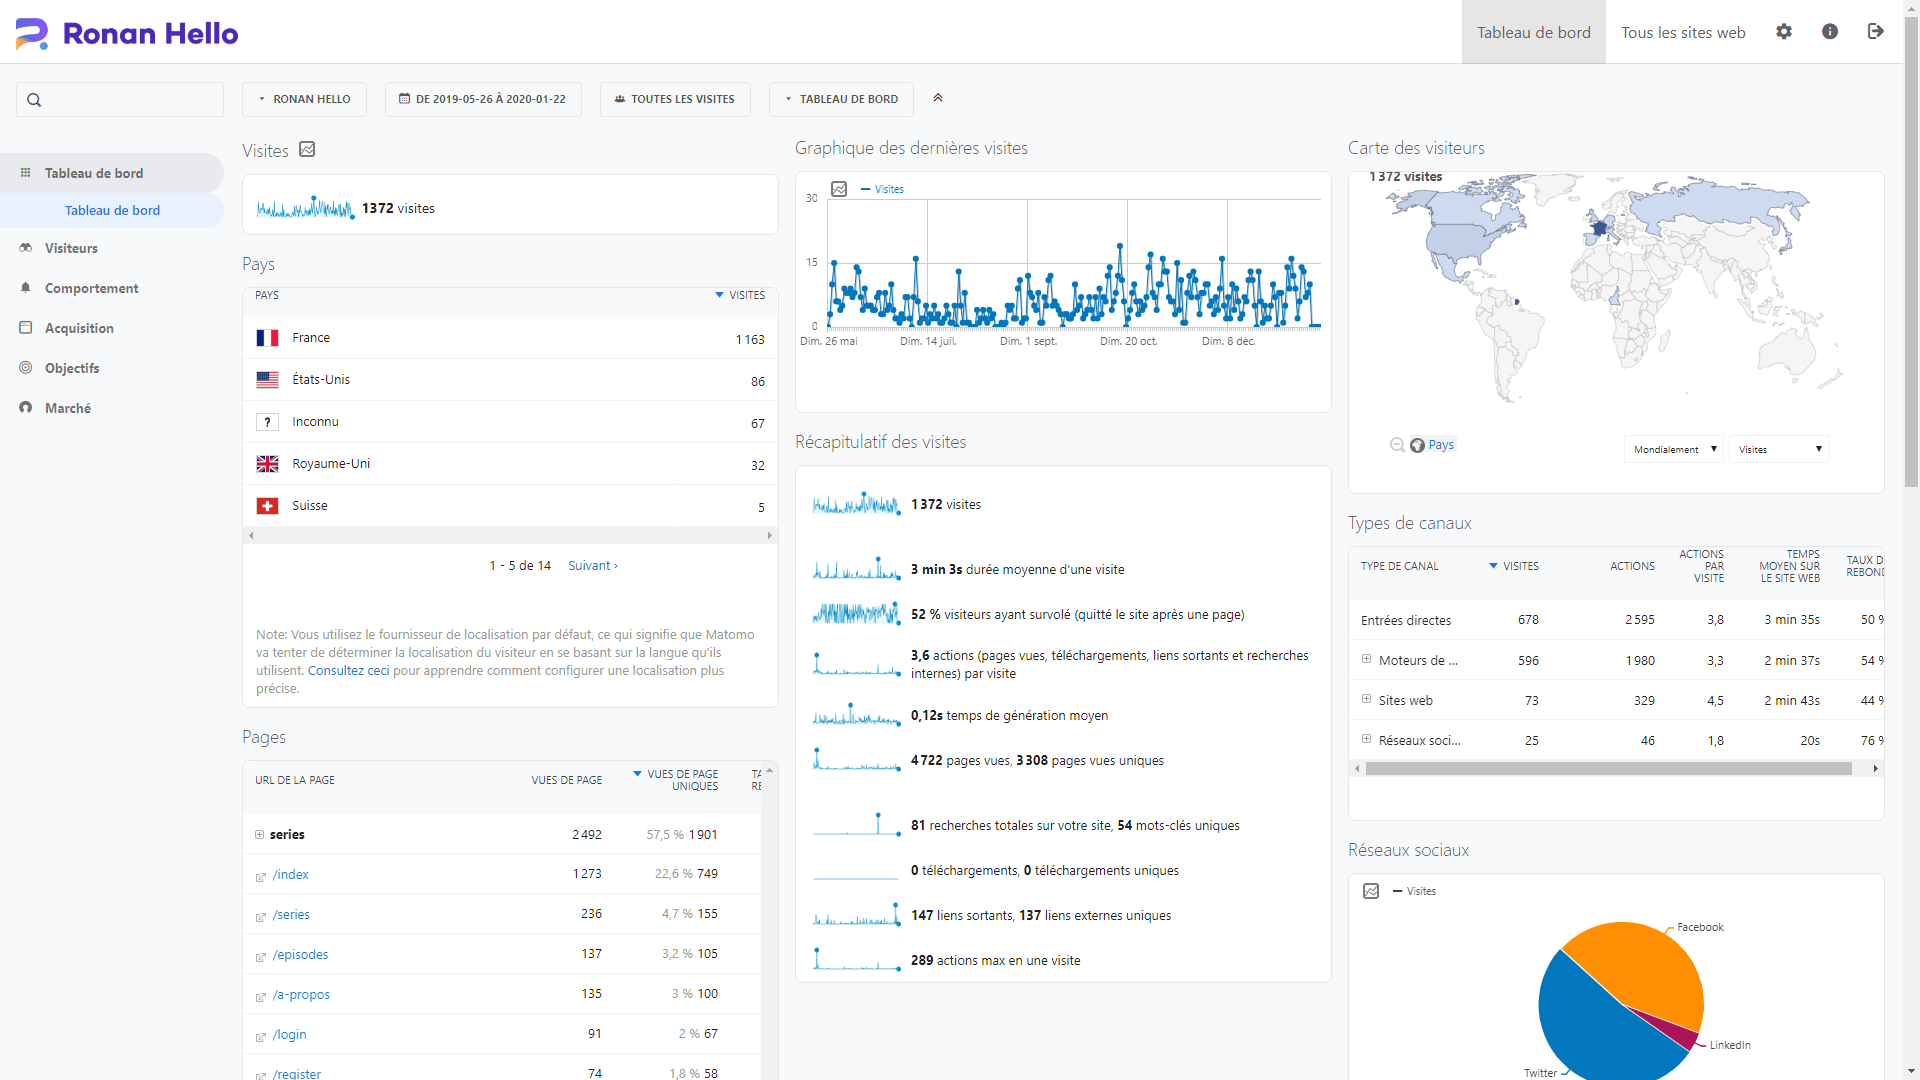 Ronan Hello
Tableau de bord
Tous les sites web
RONAN HELLO
DE 2019-05-26 À 2020-01-22
TOUTES LES VISITES
TABLEAU DE BORD
Tableau de bord
Tableau de bord
Visiteurs
Comportement
Acquisition
Objectifs
Marché
Visites
1 372 visites
Pays
PAYS VISITES
France 1 163
États-Unis 86
? Inconnu 67
Royaume-Uni 32
Suisse 5
1 - 5 de 14 Suivant ›
Note: Vous utilisez le fournisseur de localisation par défaut, ce qui signifie que Matomo
va tenter de déterminer la localisation du visiteur en se basant sur la langue qu'ils
utilisent. Consultez ceci pour apprendre comment configurer une localisation plus
précise.
Pages
URL DE LA PAGE VUES DE PAGE VUES DE PAGE UNIQUES TA RE
series 2 492 57,5 % 1 901
/index 1 273 22,6 % 749
/series 236 4,7 % 155
/episodes 137 3,2 % 105
/a-propos 135 3 % 100
/login 91 2 % 67
/register 74 1,8 % 58
Graphique des dernières visites
Visites
30
15
0
Dim. 26 mai Dim. 14 juil. Dim. 1 sept. Dim. 20 oct. Dim. 8 déc.
Récapitulatif des visites
1 372 visites
3 min 3s durée moyenne d'une visite
52 % visiteurs ayant survolé (quitté le site après une page)
3,6 actions (pages vues, téléchargements, liens sortants et recherches
internes) par visite
0,12s temps de génération moyen
4 722 pages vues, 3 308 pages vues uniques
81 recherches totales sur votre site, 54 mots-clés uniques
0 téléchargements, 0 téléchargements uniques
147 liens sortants, 137 liens externes uniques
289 actions max en une visite
Carte des visiteurs
1 372 visites
Pays
Mondialement
Visites
Types de canaux
TYPE DE CANAL VISITES ACTIONS ACTIONS PAR VISITE TEMPS MOYEN SUR LE SITE WEB TAUX D REBOND
Entrées directes 678 2 595 3,8 3 min 35s 50 %
Moteurs de ... 596 1 980 3,3 2 min 37s 54 %
Sites web 73 329 4,5 2 min 43s 44 %
Réseaux soci... 25 46 1,8 20s 76 %
Réseaux sociaux
Visites
Facebook
LinkedIn
Twitter